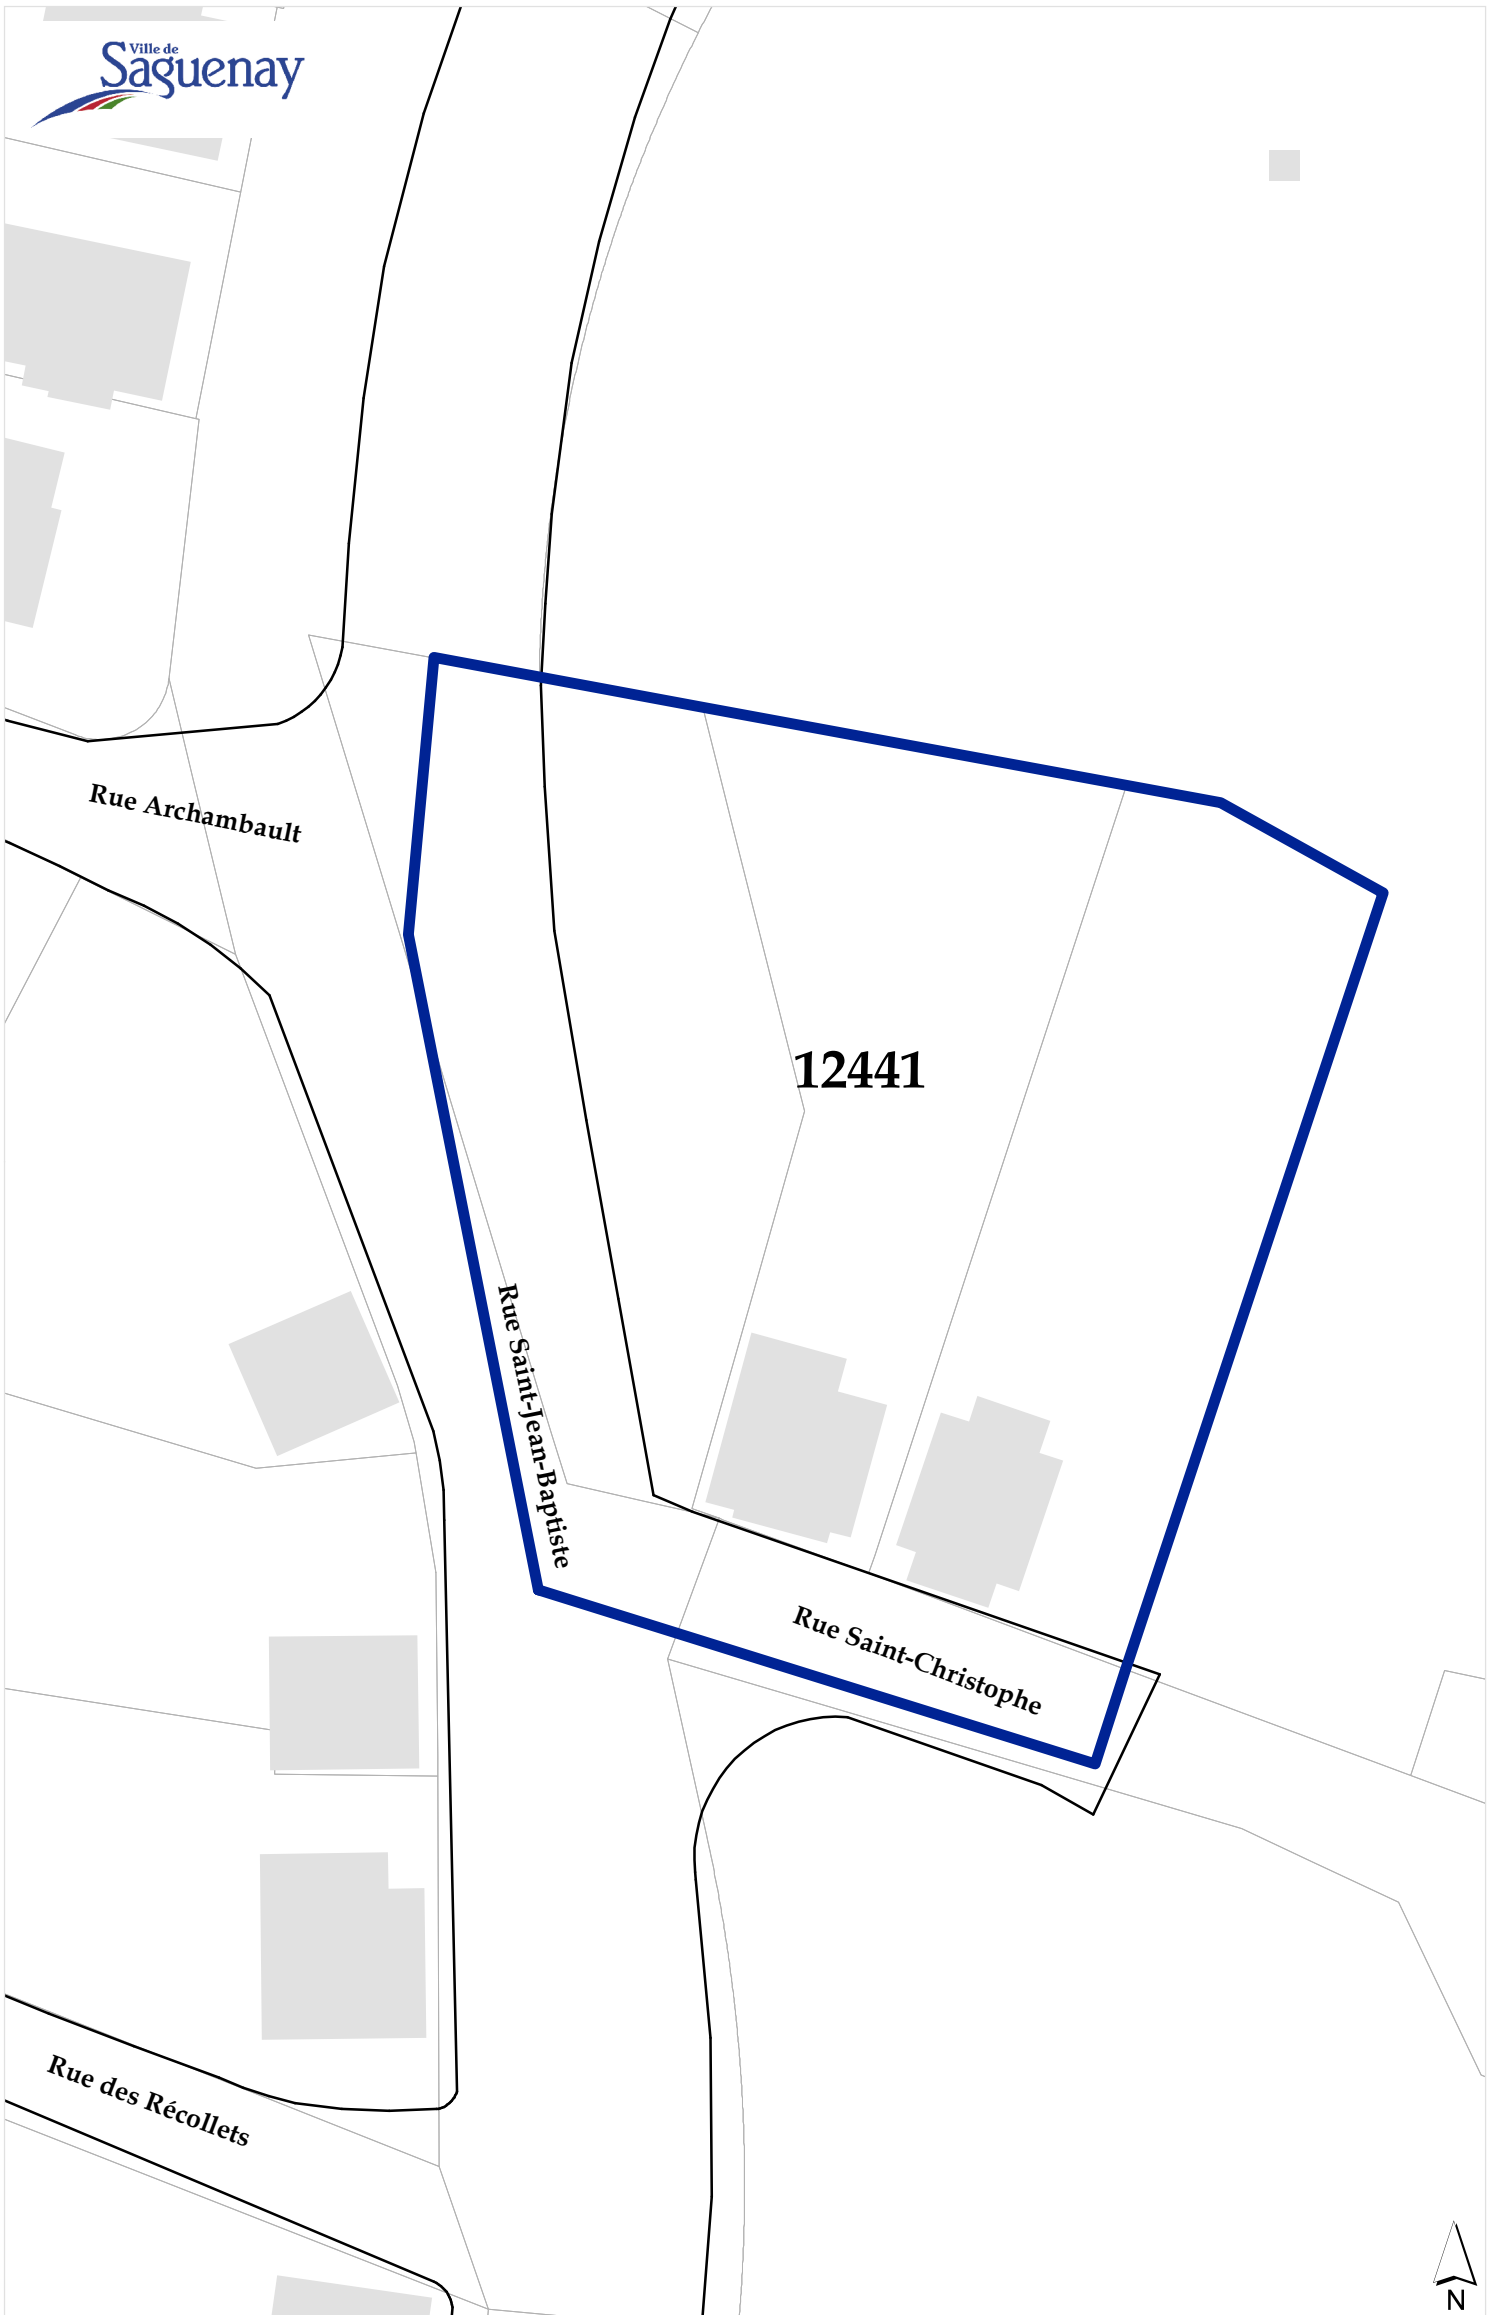 Ville de
Saguenay
Rue Archambault
12441
Rue Saint-Jean-Baptiste
Rue Saint-Christophe
Rue des Récollets
N